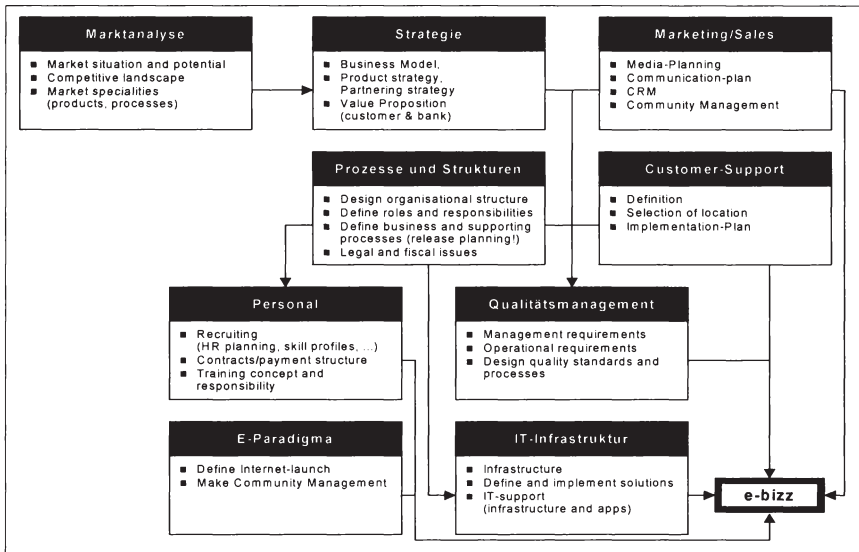 Marktanalyse
■ Market situation and potential
■ Competitive landscape
■ Market specialities
(products, processes)
Strategie
■ Business Model,
■ Product strategy,
Partnering strategy
■ Value Proposition
(customer & bank)
Marketing/Sales
■ Media-Planning
■ Communication-plan
■ CRM
■ Community Management
Prozesse und Strukturen
■ Design organisational structure
■ Define roles and responsibilities
■ Define business and supporting
processes (release planning!)
■ Legal and fiscal issues
Customer-Support
■ Definition
■ Selection of location
■ Implementation-Plan
Personal
■ Recruiting
(HR planning, skill profiles, ...)
■ Contracts/payment structure
■ Training concept and
responsibility
Qualitätsmanagement
■ Management requirements
■ Operational requirements
■ Design quality standards and
processes
E-Paradigma
■ Define Internet-launch
■ Make Community Management
IT-Infrastruktur
■ Infrastructure
■ Define and implement solutions
■ IT-support
(infrastructure and apps)
e-bizz